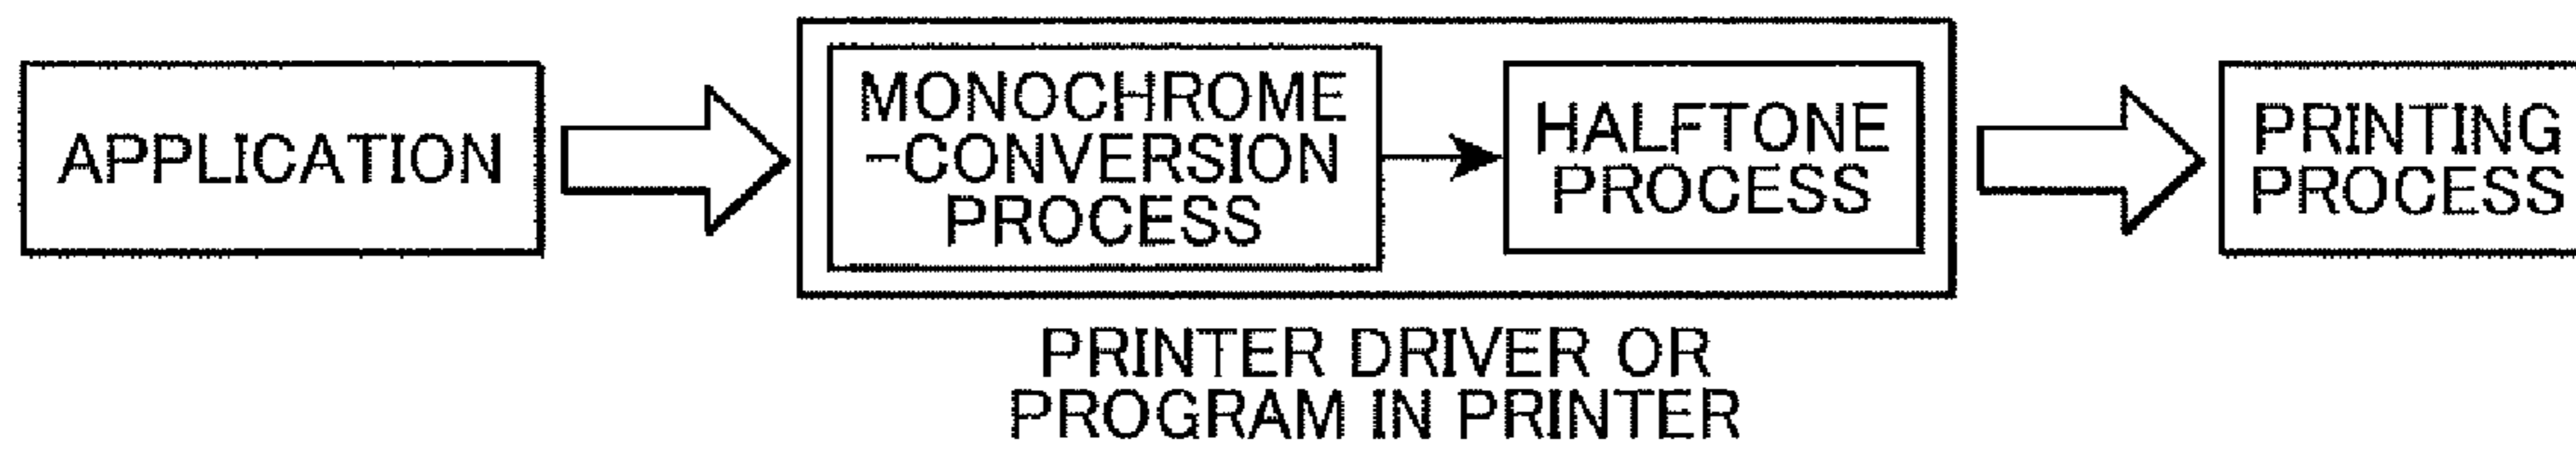 APPLICATION
MONOCHROME
-CONVERSION
PROCESS
HALFTONE
PROCESS
PRINTING
PROCESS
PRINTER DRIVER OR
PROGRAM IN PRINTER